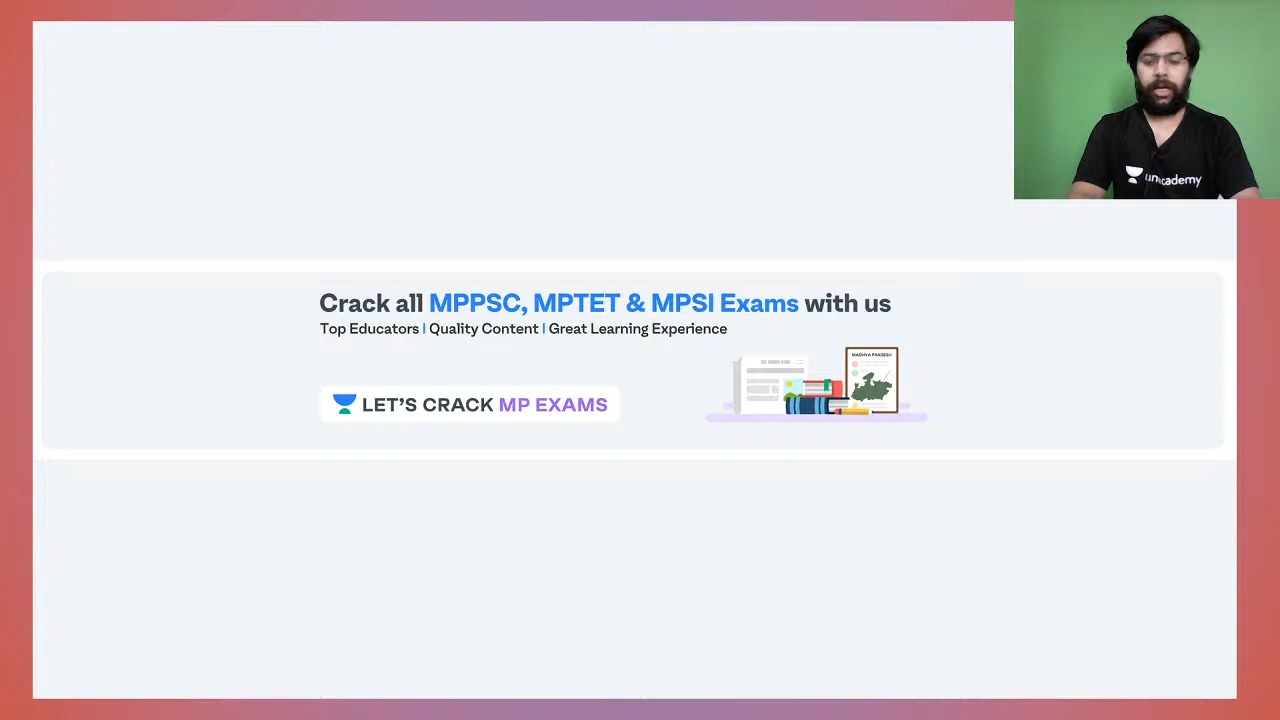 unacademy
Crack all MPPSC, MPTET & MPSI Exams with us
Top Educators | Quality Content | Great Learning Experience
MADHYA PRADESH
LET'S CRACK MP EXAMS